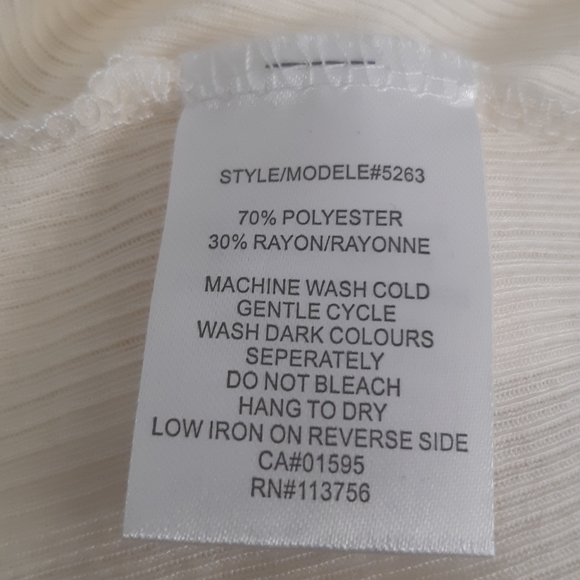 STYLE/MODELE#5263
70% POLYESTER
30% RAYON/RAYONNE
MACHINE WASH COLD
GENTLE CYCLE
WASH DARK COLOURS
SEPERATELY
DO NOT BLEACH
HANG TO DRY
LOW IRON ON REVERSE SIDE
CA#01595
RN#113756